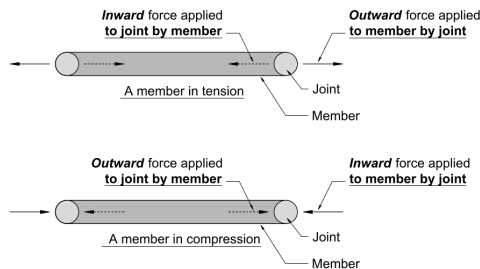 Inward force applied
to joint by member
Outward force applied
to member by joint
A member in tension
Joint
Member
Outward force applied
to joint by member
Inward force applied
to member by joint
A member in compression
Joint
Member